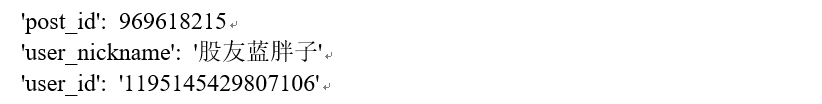 'post_id': 969618215
'user_nickname': '股友蓝胖子'
'user_id': '1195145429807106'